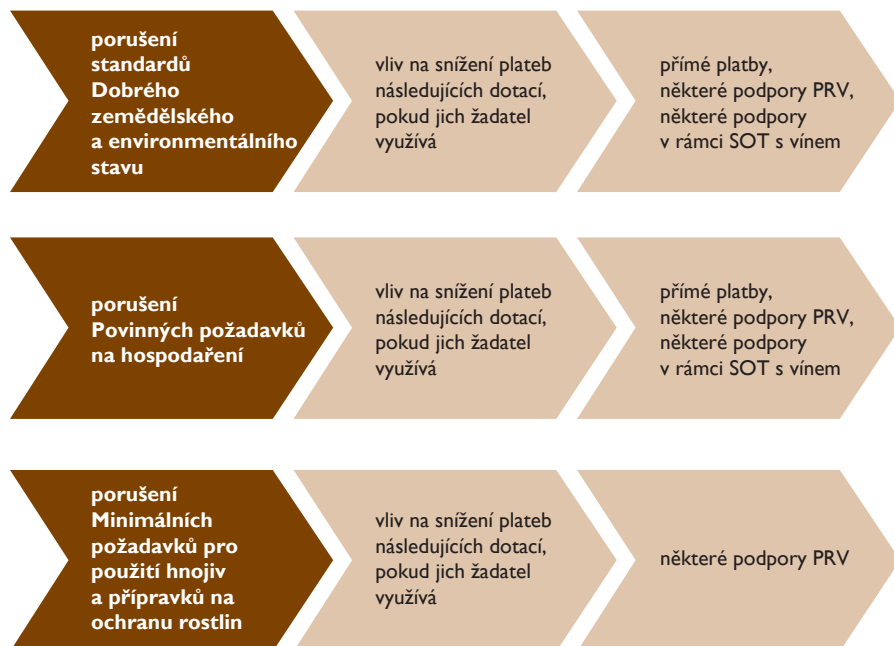 porušení
standardů
Dobrého
zemědělského
a environmentálního
stavu
vliv na snížení plateb
následujících dotací,
pokud jich žadatel
využívá
přímé platby,
některé podpory PRV,
některé podpory
v rámci SOT s vínem
porušení
Povinných požadavků
na hospodaření
vliv na snížení plateb
následujících dotací,
pokud jich žadatel
využívá
přímé platby,
některé podpory PRV,
některé podpory
v rámci SOT s vínem
porušení
Minimálních
požadavků pro
použití hnojiv
a přípravků na
ochranu rostlin
vliv na snížení plateb
následujících dotací,
pokud jich žadatel
využívá
některé podpory PRV